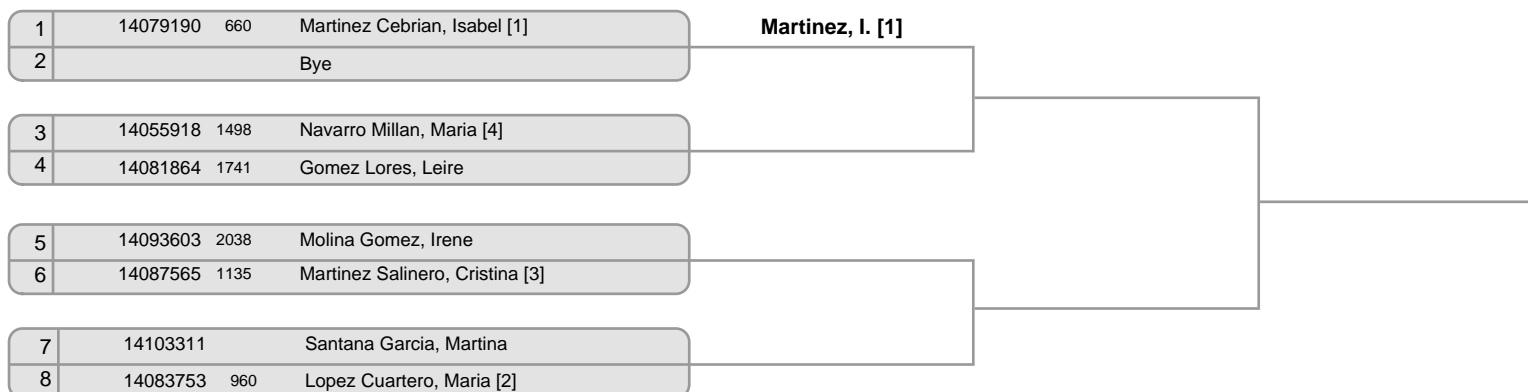 1 14079190 660 Martinez Cebrian, Isabel [1] Martinez, I. [1]
2 Bye
3 14055918 1498 Navarro Millan, Maria [4]
4 14081864 1741 Gomez Lores, Leire
5 14093603 2038 Molina Gomez, Irene
6 14087565 1135 Martinez Salinero, Cristina [3]
7 14103311 Santana Garcia, Martina
8 14083753 960 Lopez Cuartero, Maria [2]